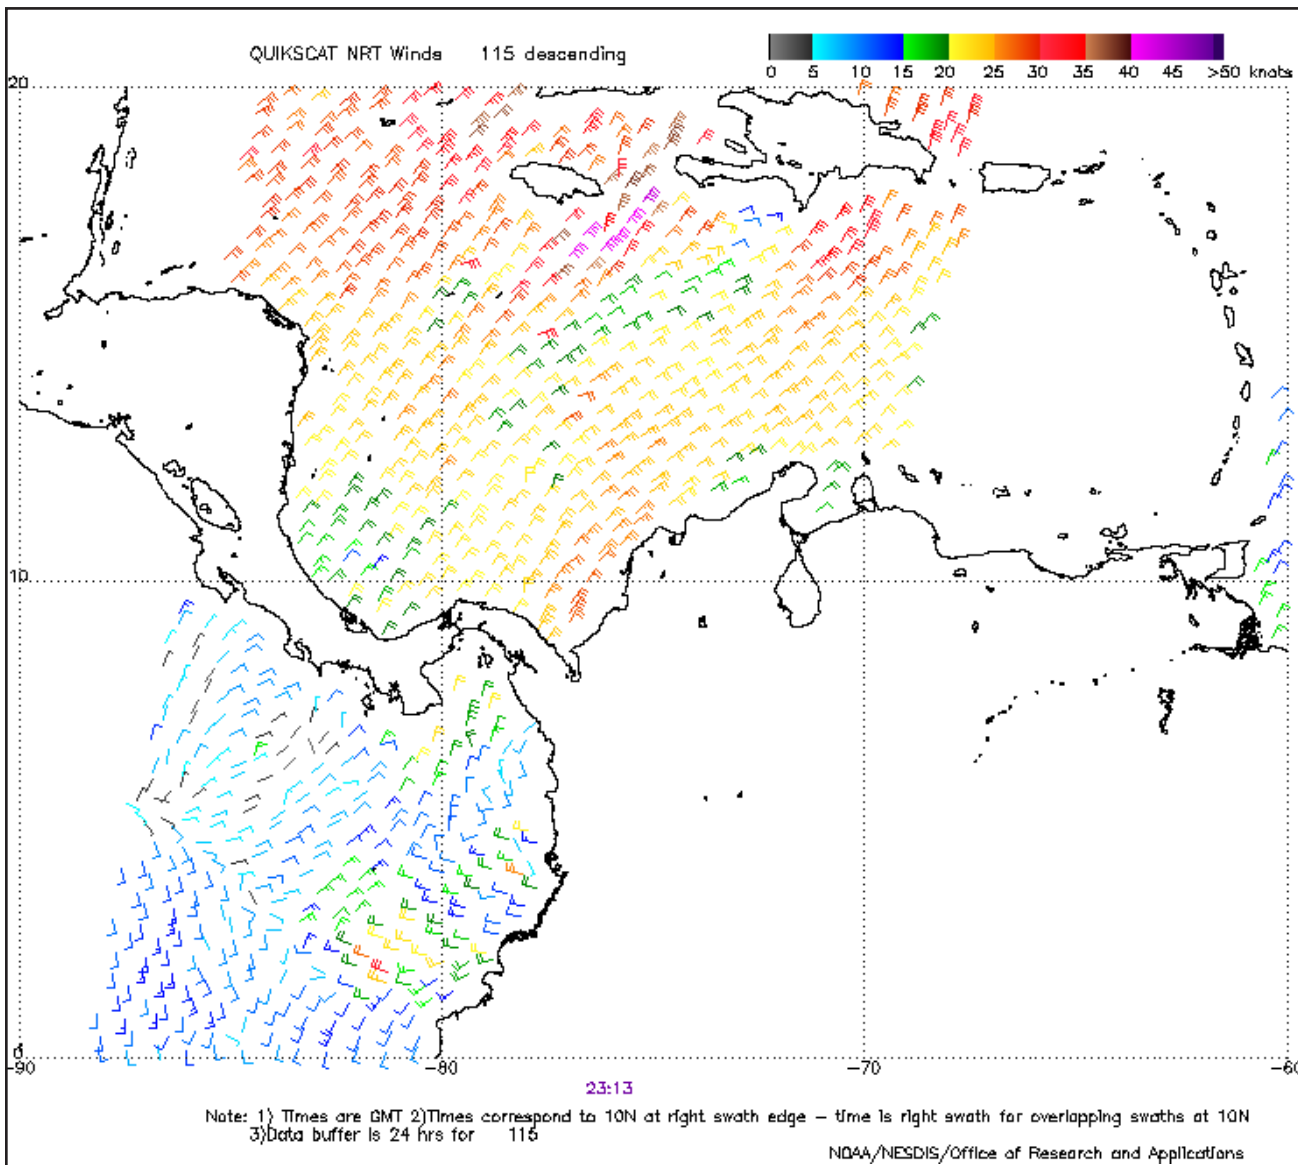 QUIKSCAT NRT Winds 115 descending
0 5 10 15 20 25 30 35 40 45 >50 knots
20
10
0
-90 -80 -70 -60
23:13
Note: 1) Times are GMT 2)Times correspond to 10N at right swath edge - time is right swath for overlapping swaths at 10N
3)Data buffer is 24 hrs for 115
NOAA/NESDIS/Office of Research and Applications